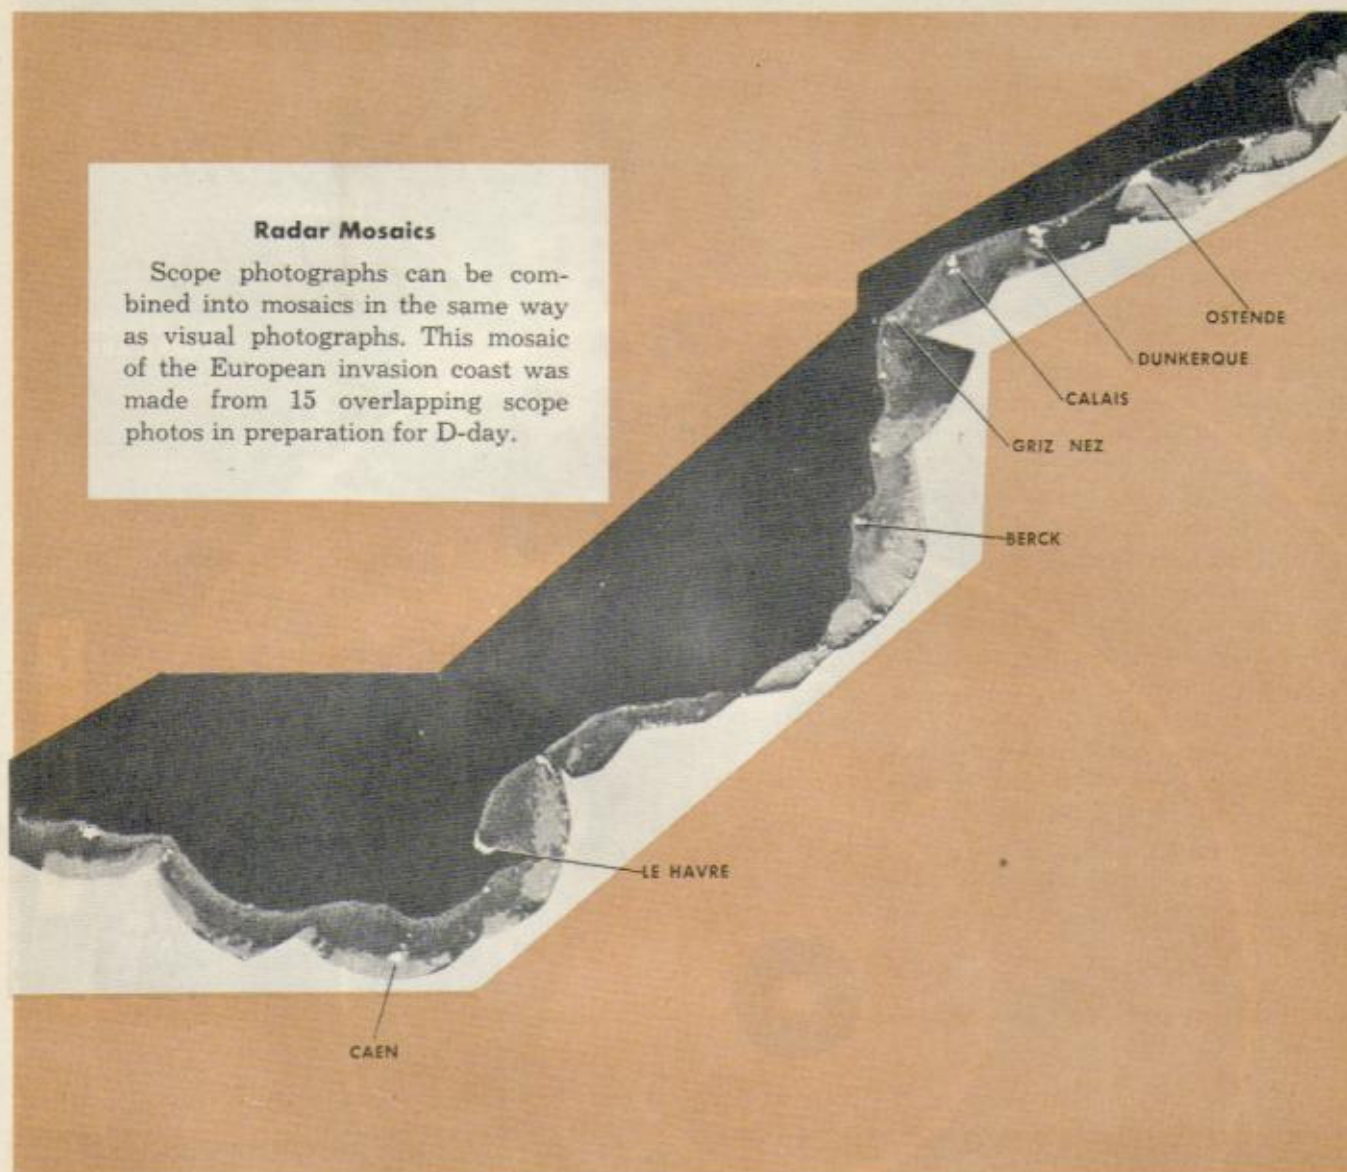 Radar Mosaics
Scope photographs can be com-
bined into mosaics in the same way
as visual photographs. This mosaic
of the European invasion coast was
made from 15 overlapping scope
photos in preparation for D-day.
OSTENDE
DUNKERQUE
CALAIS
GRIZ NEZ
BERCK
LE HAVRE
CAEN